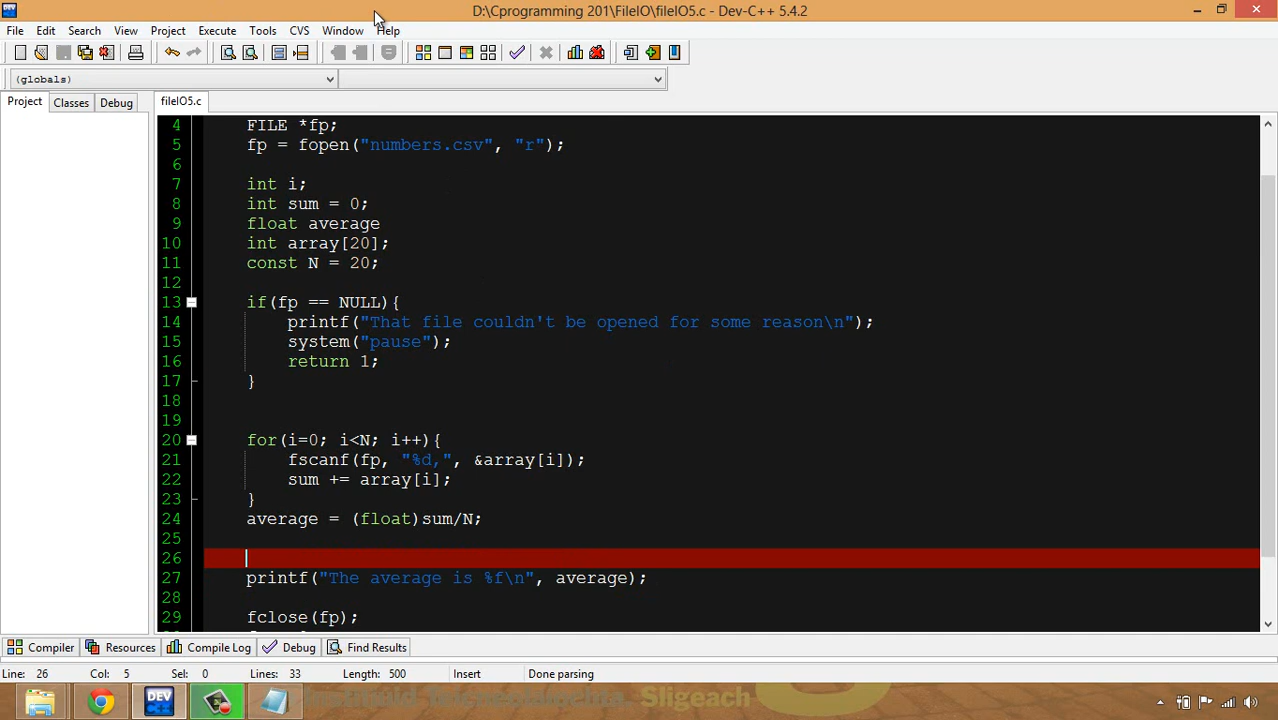 D:\Cprogramming 201\FileIO\fileIO5.c - Dev-C++ 5.4.2
File Edit Search View Project Execute Tools CVS Window Help
(globals)
Project Classes Debug fileIO5.c
4 FILE *fp;
5 fp = fopen("numbers.csv", "r");
6
7 int i;
8 int sum = 0;
9 float average
10 int array[20];
11 const N = 20;
12
13 if(fp == NULL){
14 printf("That file couldn't be opened for some reason\n");
15 system("pause");
16 return 1;
17 }
18
19
20 for(i=0; i<N; i++){
21 fscanf(fp, "%d,", &array[i]);
22 sum += array[i];
23 }
24 average = (float)sum/N;
25
26
27 printf("The average is %f\n", average);
28
29 fclose(fp);
Compiler Resources Compile Log Debug Find Results
Line: 26 Col: 5 Sel: 0 Lines: 33 Length: 500 Insert Done parsing
DEV
Sligeach